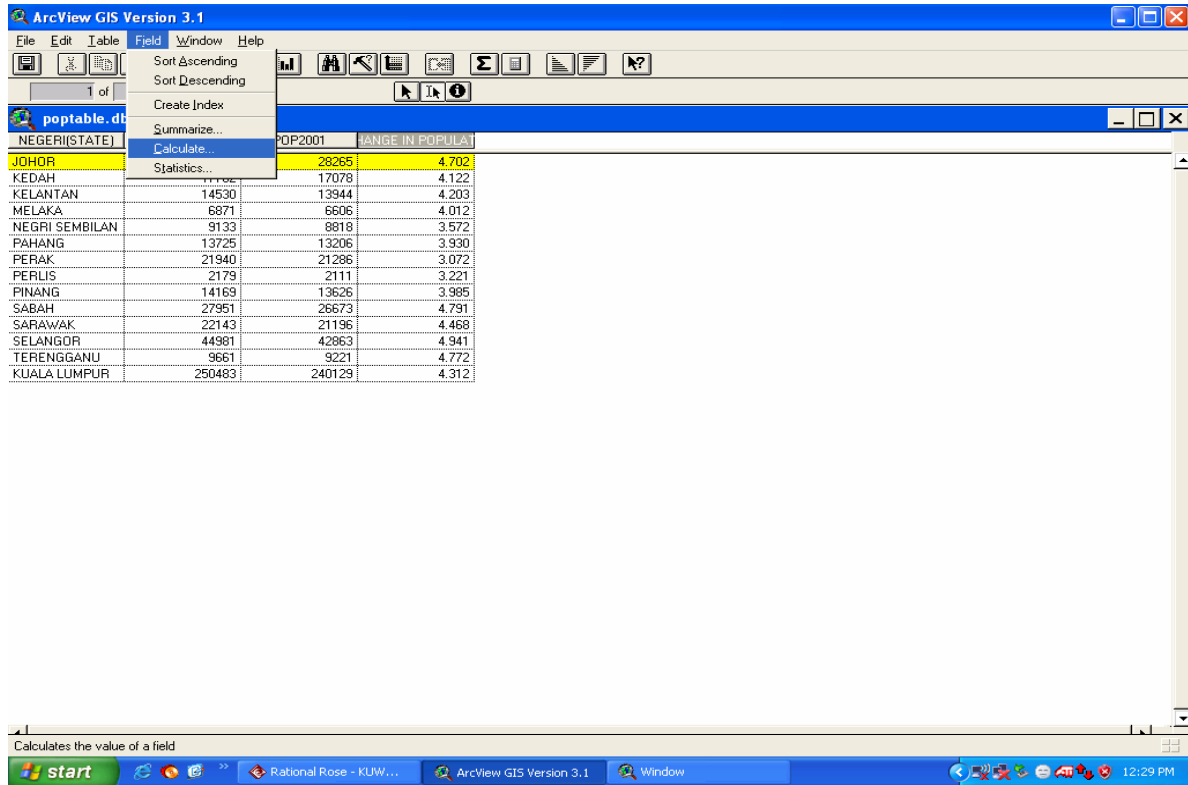 ArcView GIS Version 3.1
File Edit Table Field Window Help
Sort Ascending
Sort Descending
Create Index
Summarize...
Calculate...
Statistics...
1 of
poptable.db
NEGERI(STATE) POP2001 HANGE IN POPULAT
JOHOR 28265 4.702
KEDAH 17078 4.122
KELANTAN 14530 13944 4.203
MELAKA 6871 6606 4.012
NEGRI SEMBILAN 9133 8818 3.572
PAHANG 13725 13206 3.930
PERAK 21940 21286 3.072
PERLIS 2179 2111 3.221
PINANG 14169 13626 3.985
SABAH 27951 26673 4.791
SARAWAK 22143 21196 4.468
SELANGOR 44981 42863 4.941
TERENGGANU 9661 9221 4.772
KUALA LUMPUR 250483 240129 4.312
Calculates the value of a field
start Rational Rose - KUW... ArcView GIS Version 3.1 Window 12:29 PM